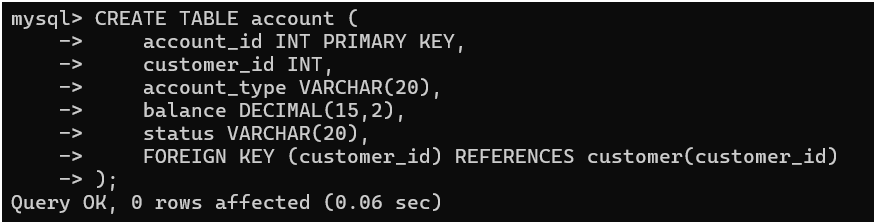 mysql> CREATE TABLE account (
    ->     account_id INT PRIMARY KEY,
    ->     customer_id INT,
    ->     account_type VARCHAR(20),
    ->     balance DECIMAL(15,2),
    ->     status VARCHAR(20),
    ->     FOREIGN KEY (customer_id) REFERENCES customer(customer_id)
    -> );
Query OK, 0 rows affected (0.06 sec)